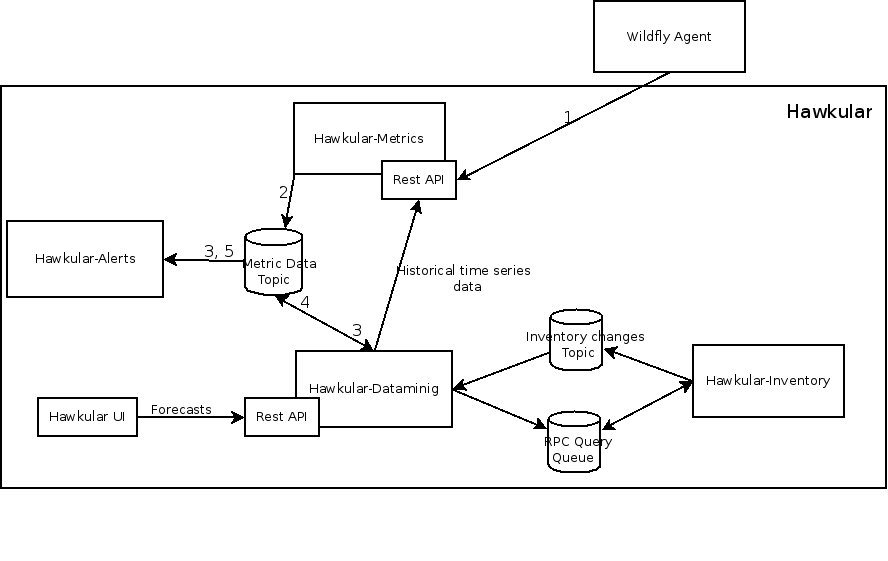 Wildfly Agent
Hawkular
1
Hawkular-Metrics
Rest API
2
Hawkular-Alerts
3, 5
Metric Data
Topic
Historical time series
data
4
3
Inventory changes
Topic
Hawkular-Dataminig
Hawkular-Inventory
Hawkular UI
Forecasts
Rest API
RPC Query
Queue